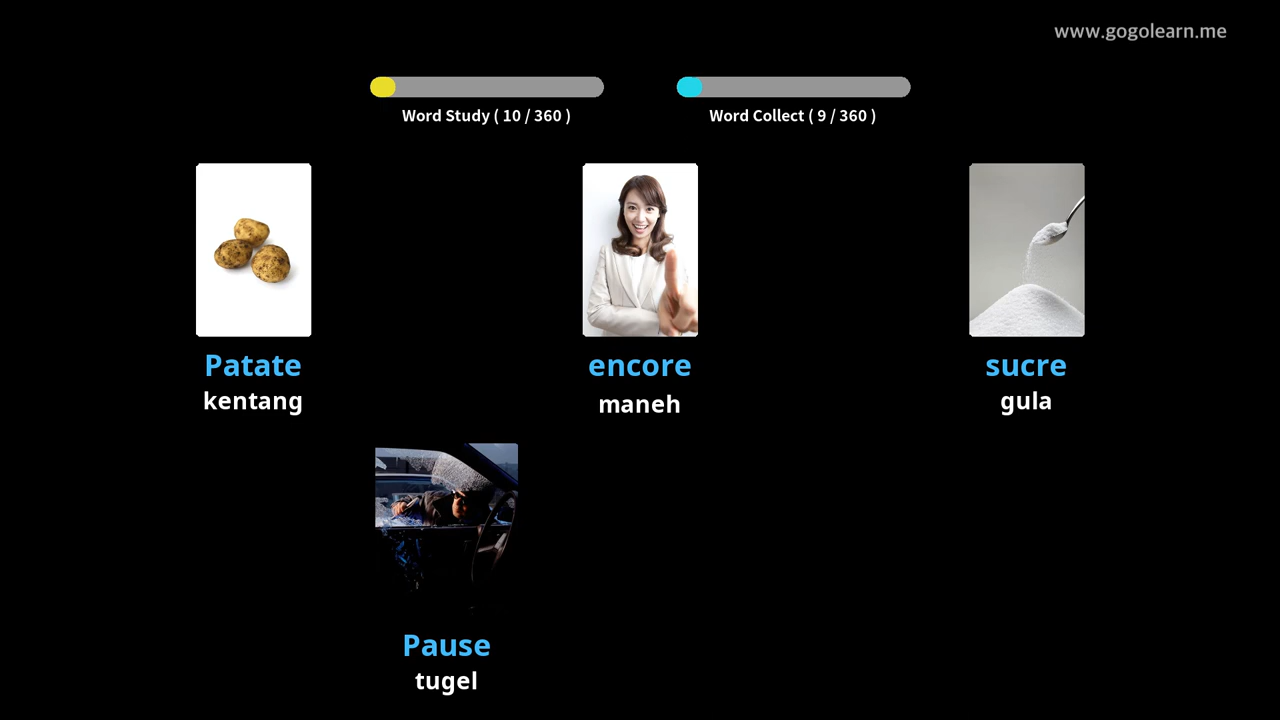 www.gogolearn.me
Word Study ( 10 / 360 )
Word Collect ( 9 / 360 )
Patate
kentang
encore
maneh
sucre
gula
Pause
tugel